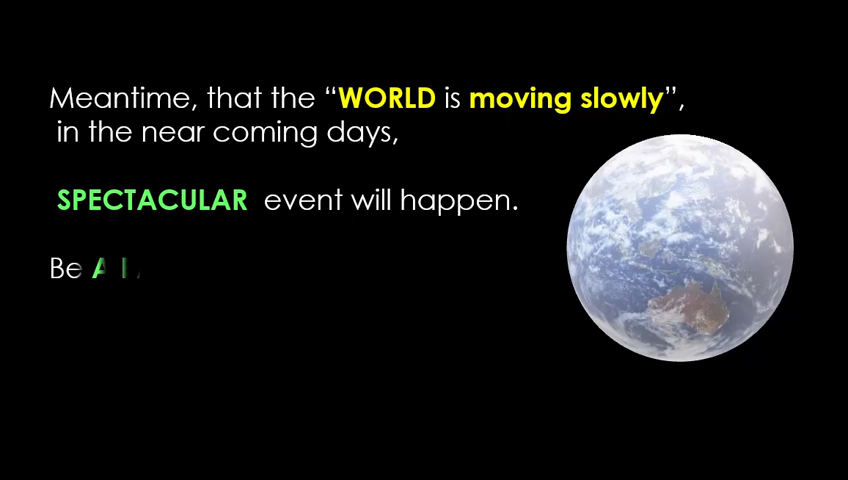 Meantime, that the “WORLD is moving slowly”,
in the near coming days,
SPECTACULAR event will happen.
Be